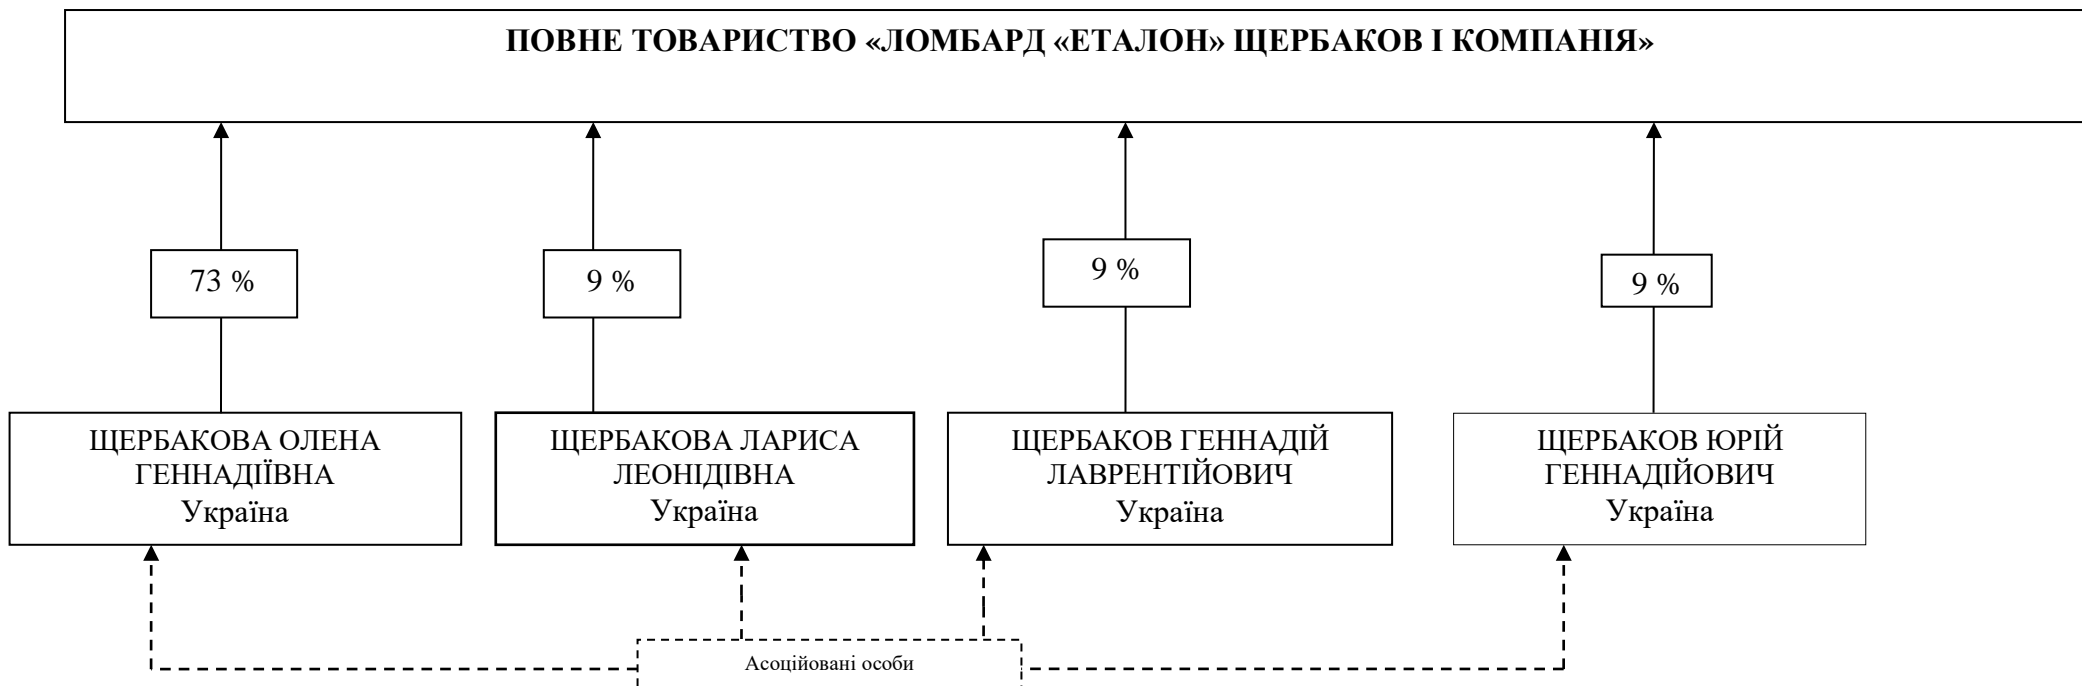 ПОВНЕ ТОВАРИСТВО «ЛОМБАРД «ЕТАЛОН» ЩЕРБАКОВ І КОМПАНІЯ»
73 %
9 %
9 %
9 %
ЩЕРБАКОВА ОЛЕНА
ГЕННАДІЇВНА
Україна
ЩЕРБАКОВА ЛАРИСА
ЛЕОНІДІВНА
Україна
ЩЕРБАКОВ ГЕННАДІЙ
ЛАВРЕНТІЙОВИЧ
Україна
ЩЕРБАКОВ ЮРІЙ
ГЕННАДІЙОВИЧ
Україна
Асоційовані особи